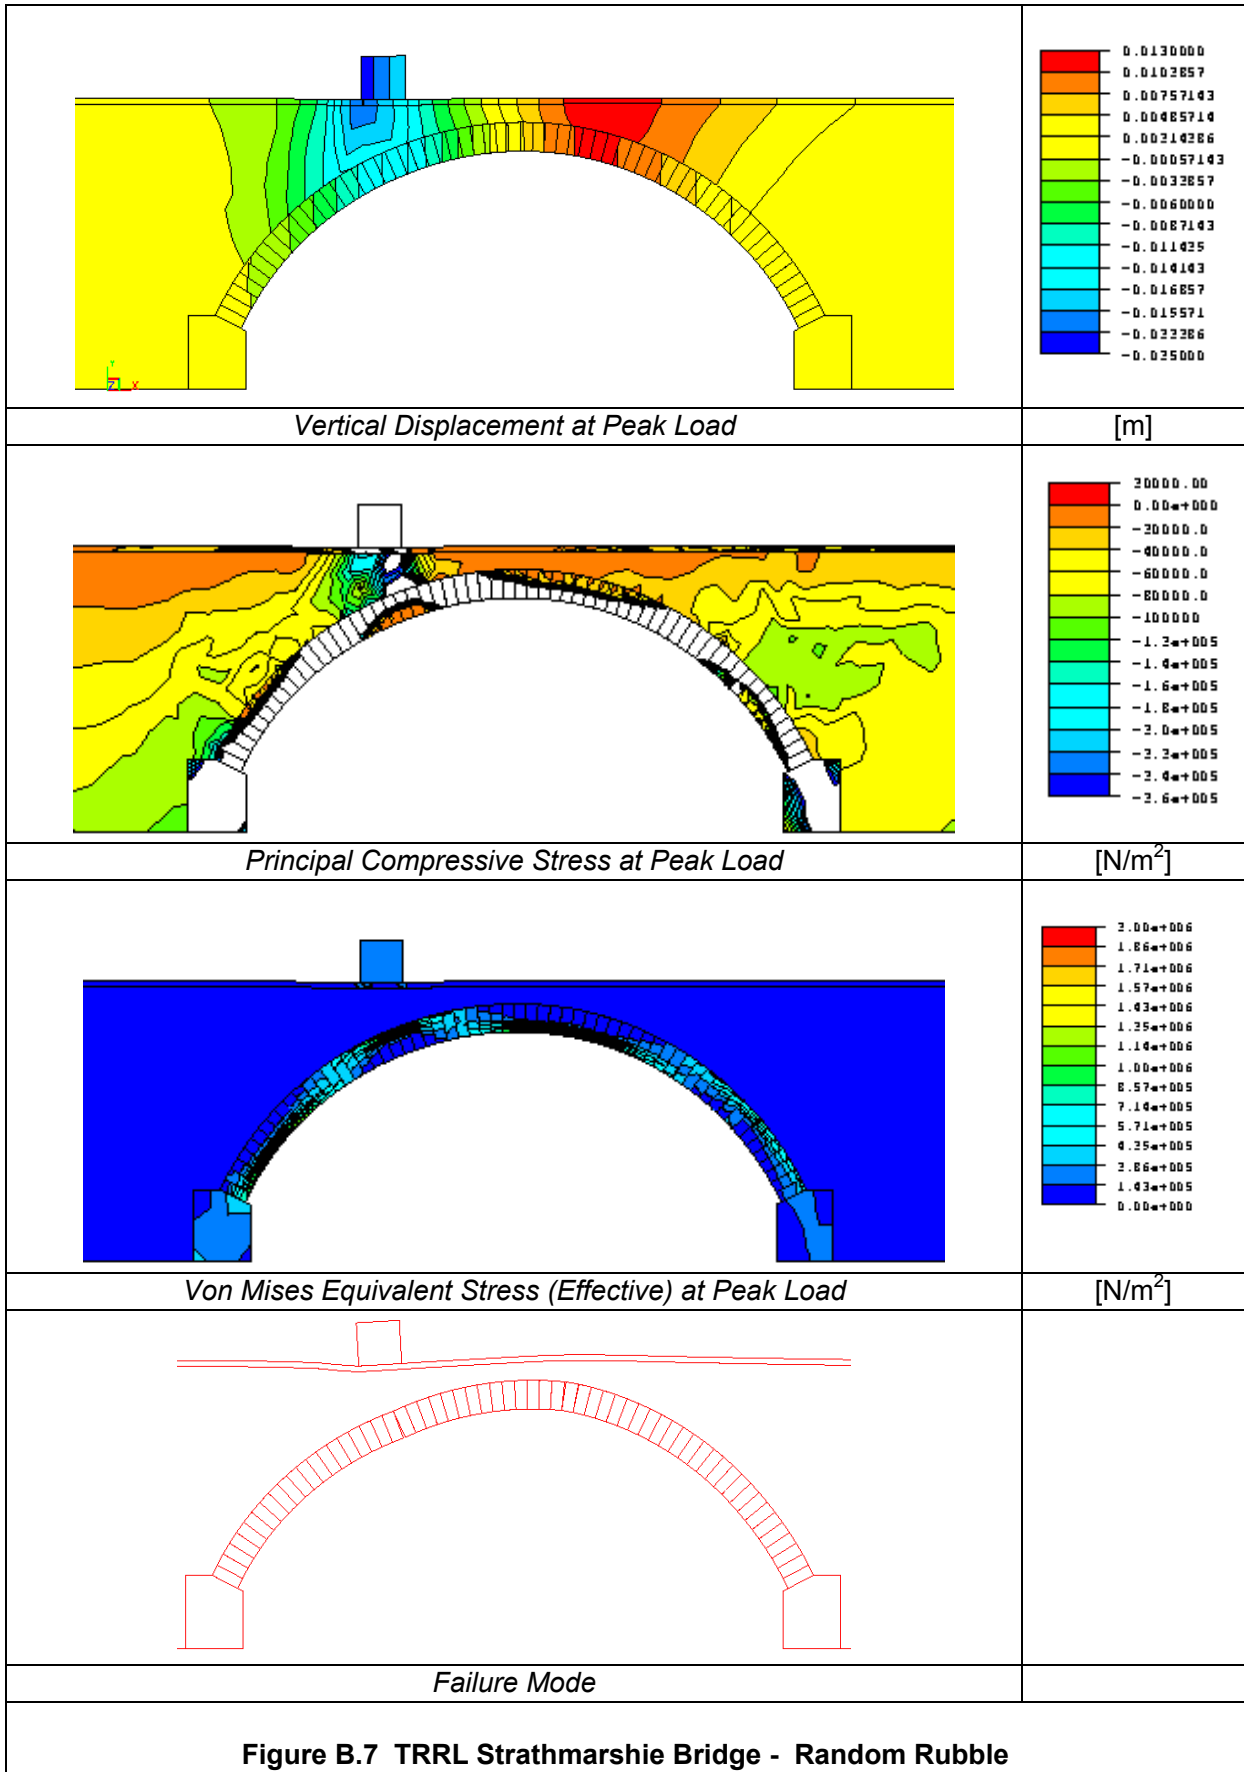 0.0130000
0.0102857
0.00757143
0.00485714
0.00214286
-0.00057143
-0.0032857
-0.0060000
-0.0087143
-0.011429
-0.014143
-0.016857
-0.019571
-0.022286
-0.025000
Y
Z X
Vertical Displacement at Peak Load
[m]
20000.00
0.00e+000
-20000.0
-40000.0
-60000.0
-80000.0
-100000
-1.2e+005
-1.4e+005
-1.6e+005
-1.8e+005
-2.0e+005
-2.2e+005
-2.4e+005
-2.6e+005
Principal Compressive Stress at Peak Load
[N/m²]
2.00e+006
1.86e+006
1.71e+006
1.57e+006
1.43e+006
1.29e+006
1.14e+006
1.00e+006
8.57e+005
7.14e+005
5.71e+005
4.29e+005
2.86e+005
1.43e+005
0.00e+000
Von Mises Equivalent Stress (Effective) at Peak Load
[N/m²]
Failure Mode
Figure B.7 TRRL Strathmarshie Bridge - Random Rubble